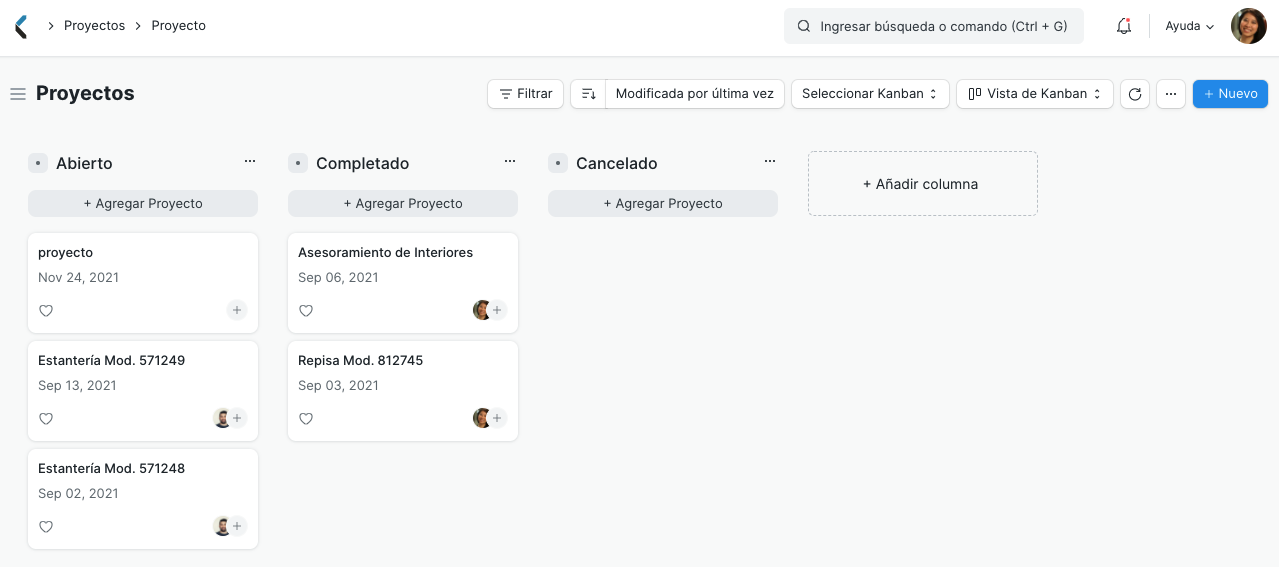 Proyectos Proyecto
Ingresar búsqueda o comando (Ctrl + G)
Ayuda
Proyectos
Filtrar
Modificada por última vez
Seleccionar Kanban
Vista de Kanban
...
+ Nuevo
Abierto ...
+ Agregar Proyecto
proyecto
Nov 24, 2021
+
Estantería Mod. 571249
Sep 13, 2021
+
Estantería Mod. 571248
Sep 02, 2021
+
Completado ...
+ Agregar Proyecto
Asesoramiento de Interiores
Sep 06, 2021
+
Repisa Mod. 812745
Sep 03, 2021
+
Cancelado ...
+ Agregar Proyecto
+ Añadir columna